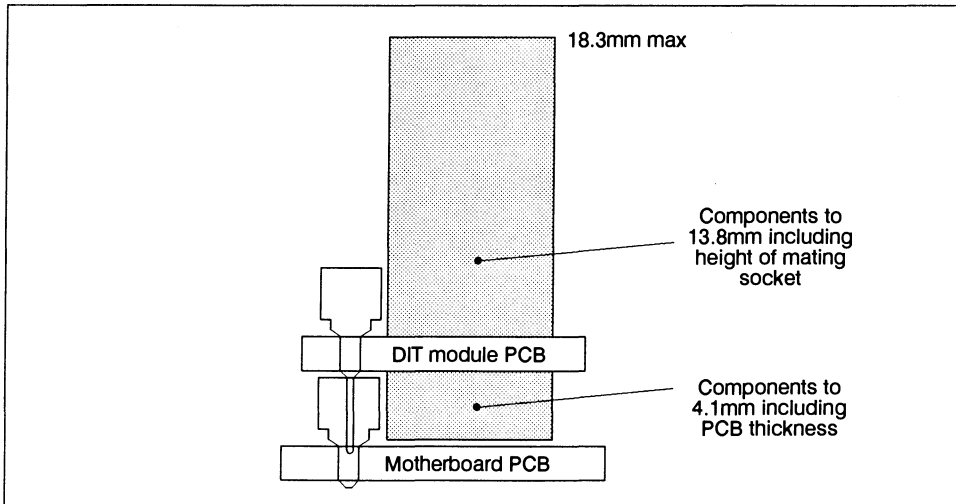 18.3mm max
Components to
13.8mm including
height of mating
socket
DIT module PCB
Components to
4.1mm including
PCB thickness
Motherboard PCB